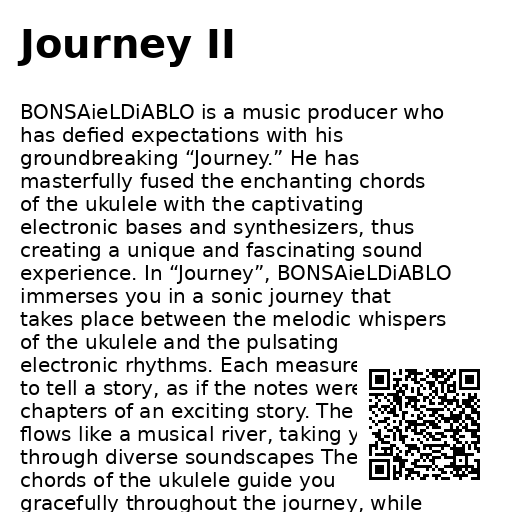 Journey II
BONSAieLDiABLO is a music producer who
has defied expectations with his
groundbreaking “Journey.” He has
masterfully fused the enchanting chords
of the ukulele with the captivating
electronic bases and synthesizers, thus
creating a unique and fascinating sound
experience. In “Journey”, BONSAieLDiABLO
immerses you in a sonic journey that
takes place between the melodic whispers
of the ukulele and the pulsating
electronic rhythms. Each measure
to tell a story, as if the notes were
chapters of an exciting story. The
flows like a musical river, taking
through diverse soundscapes The
chords of the ukulele guide you
gracefully throughout the journey, while